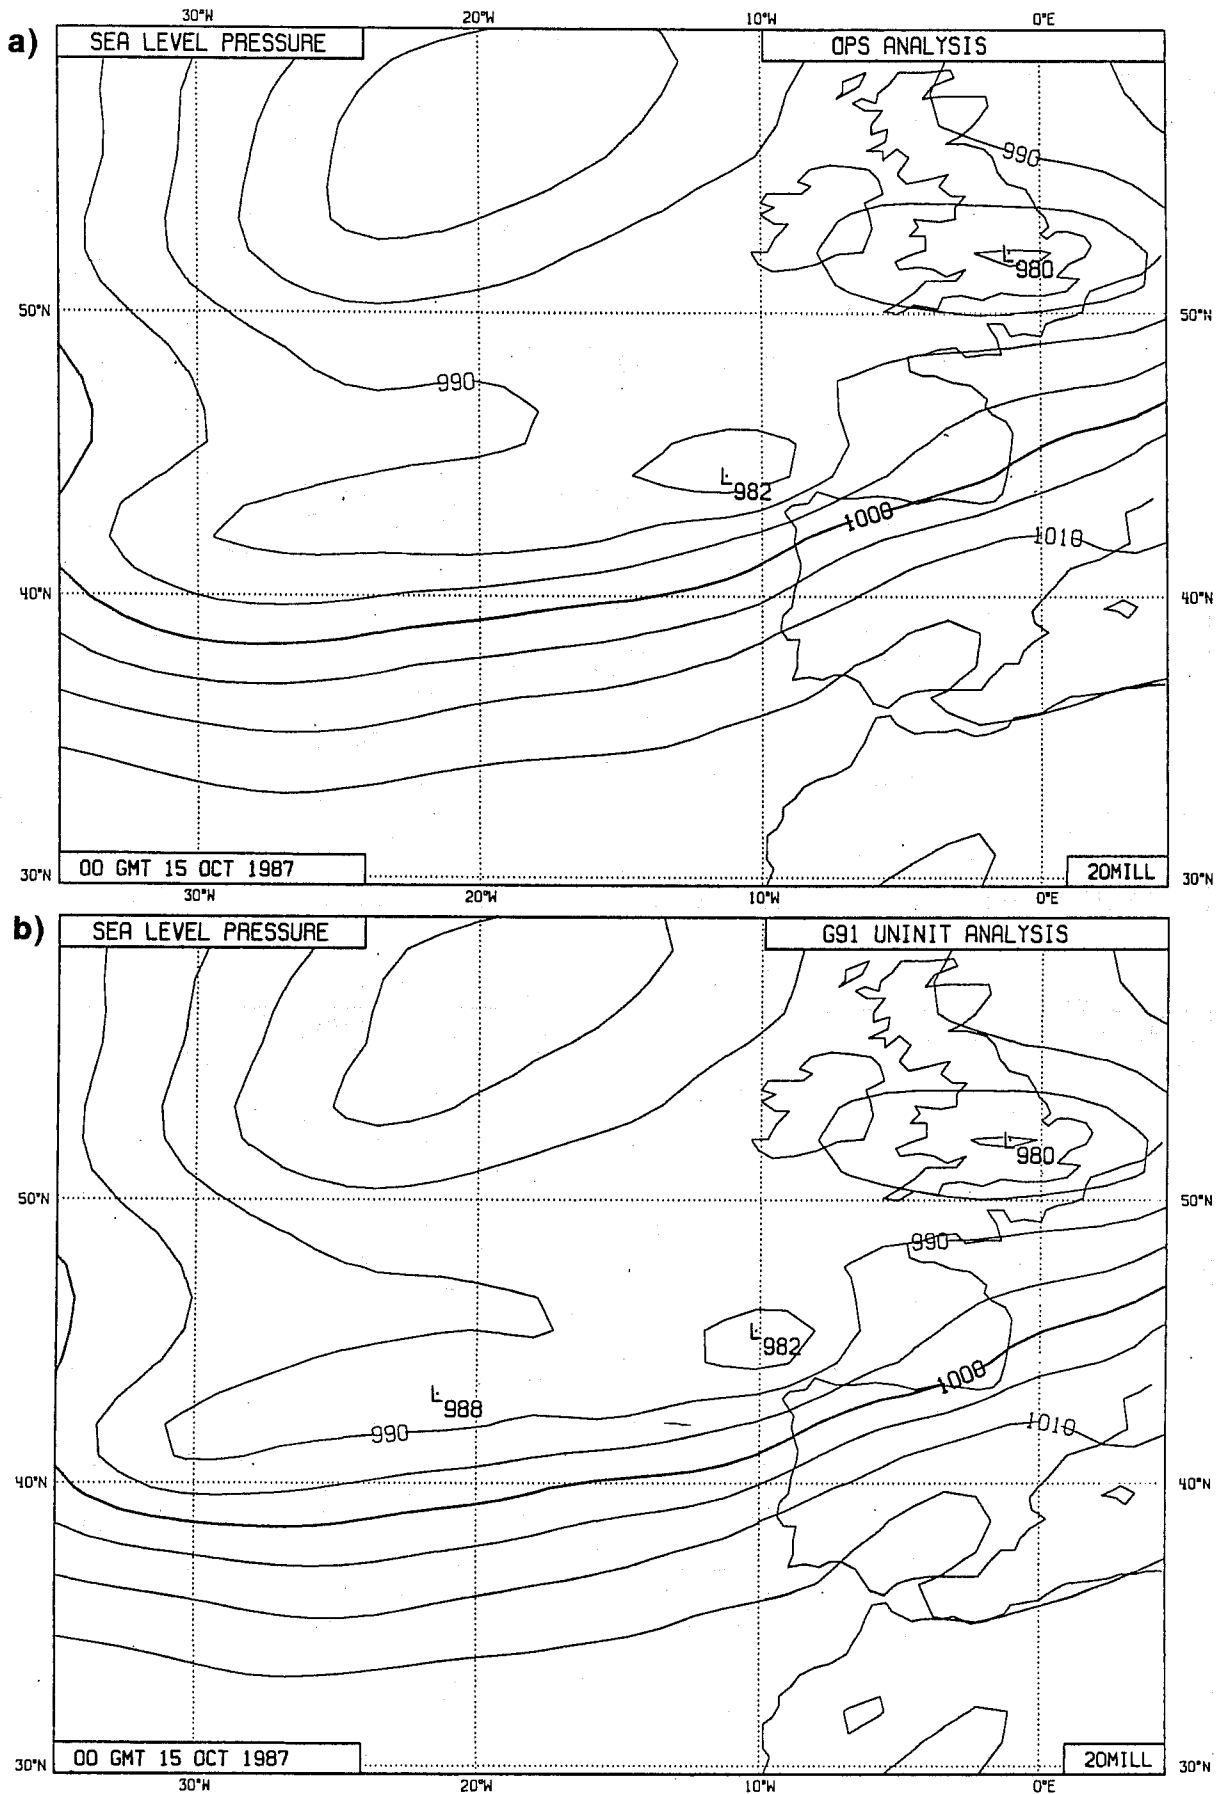 a)
30°W 20°W 10°W 0°E
SEA LEVEL PRESSURE
OPS ANALYSIS
990
L 980
50°N 50°N
990
L 982
1000
1010
40°N 40°N
00 GMT 15 OCT 1987
20MILL
30°N 30°N
30°W 20°W 10°W 0°E
b)
SEA LEVEL PRESSURE
G91 UNINIT ANALYSIS
L 980
50°N 50°N
990
L 982
1000
L 988
990
1010
40°N 40°N
00 GMT 15 OCT 1987
20MILL
30°N 30°N
30°W 20°W 10°W 0°E